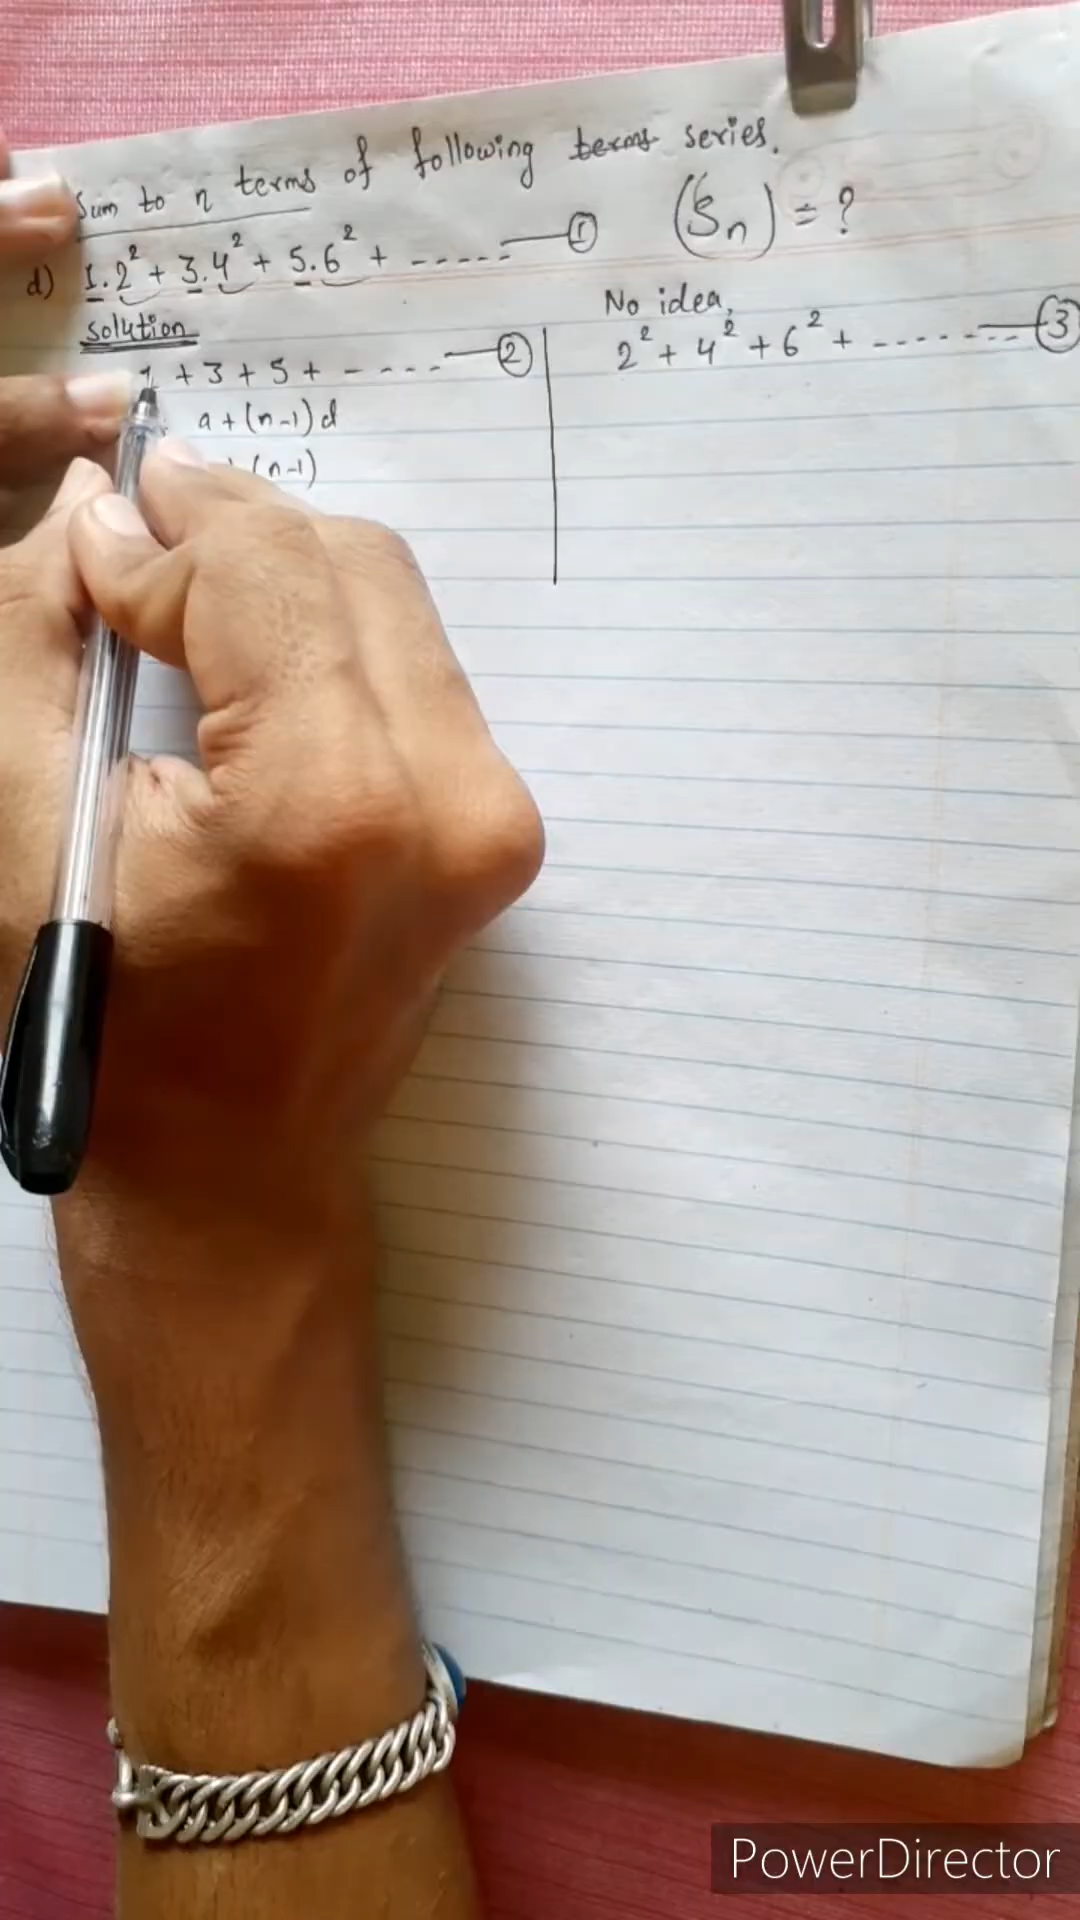 Sum to n terms of following terms series.
d) 1.2² + 3.4² + 5.6² + ------ ①
(Sn) = ?
solution
1 + 3 + 5 + ----- ②
a + (n-1) d
(n-1)
No idea,
2² + 4² + 6² + ------- ③
PowerDirector